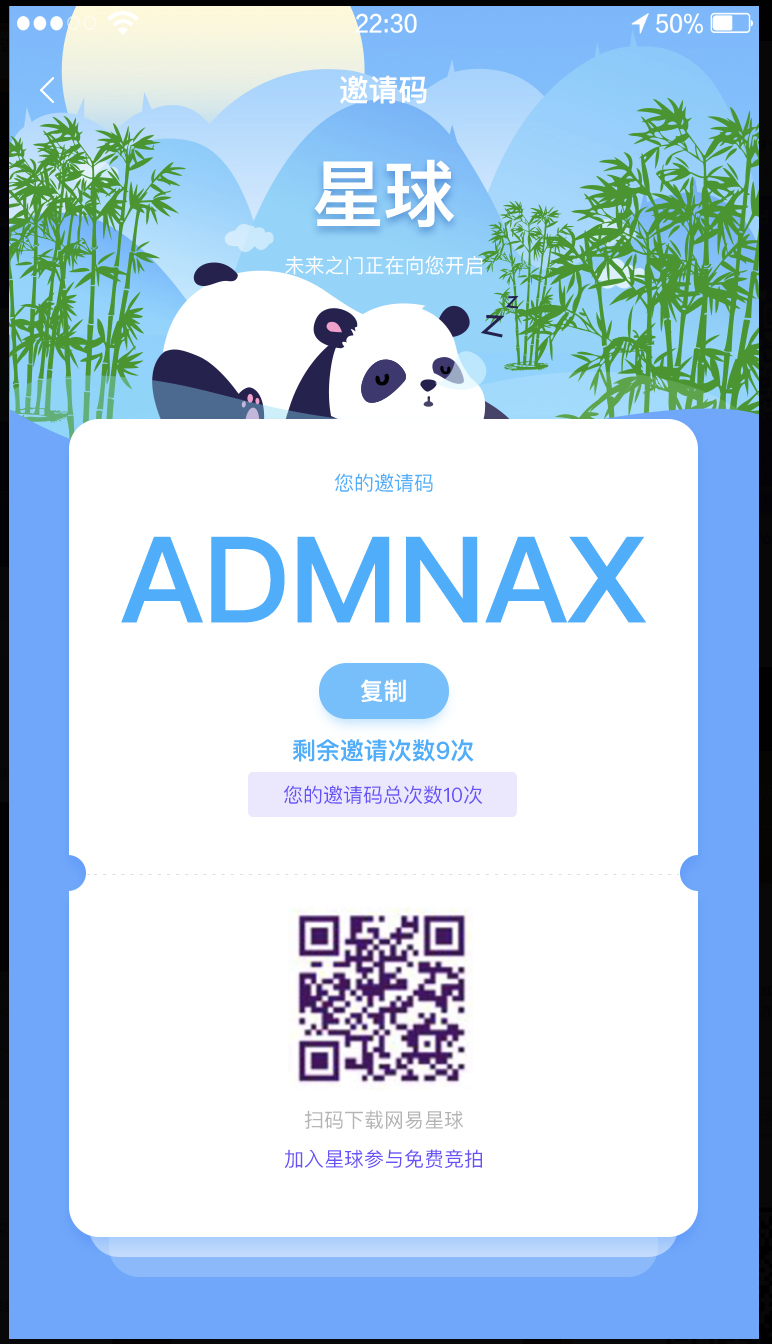 22:30
50%
邀请码
星球
未来之门正在向您开启
z
z
您的邀请码
ADMNAX
复制
剩余邀请次数9次
您的邀请码总次数10次
扫码下载网易星球
加入星球参与免费竞拍